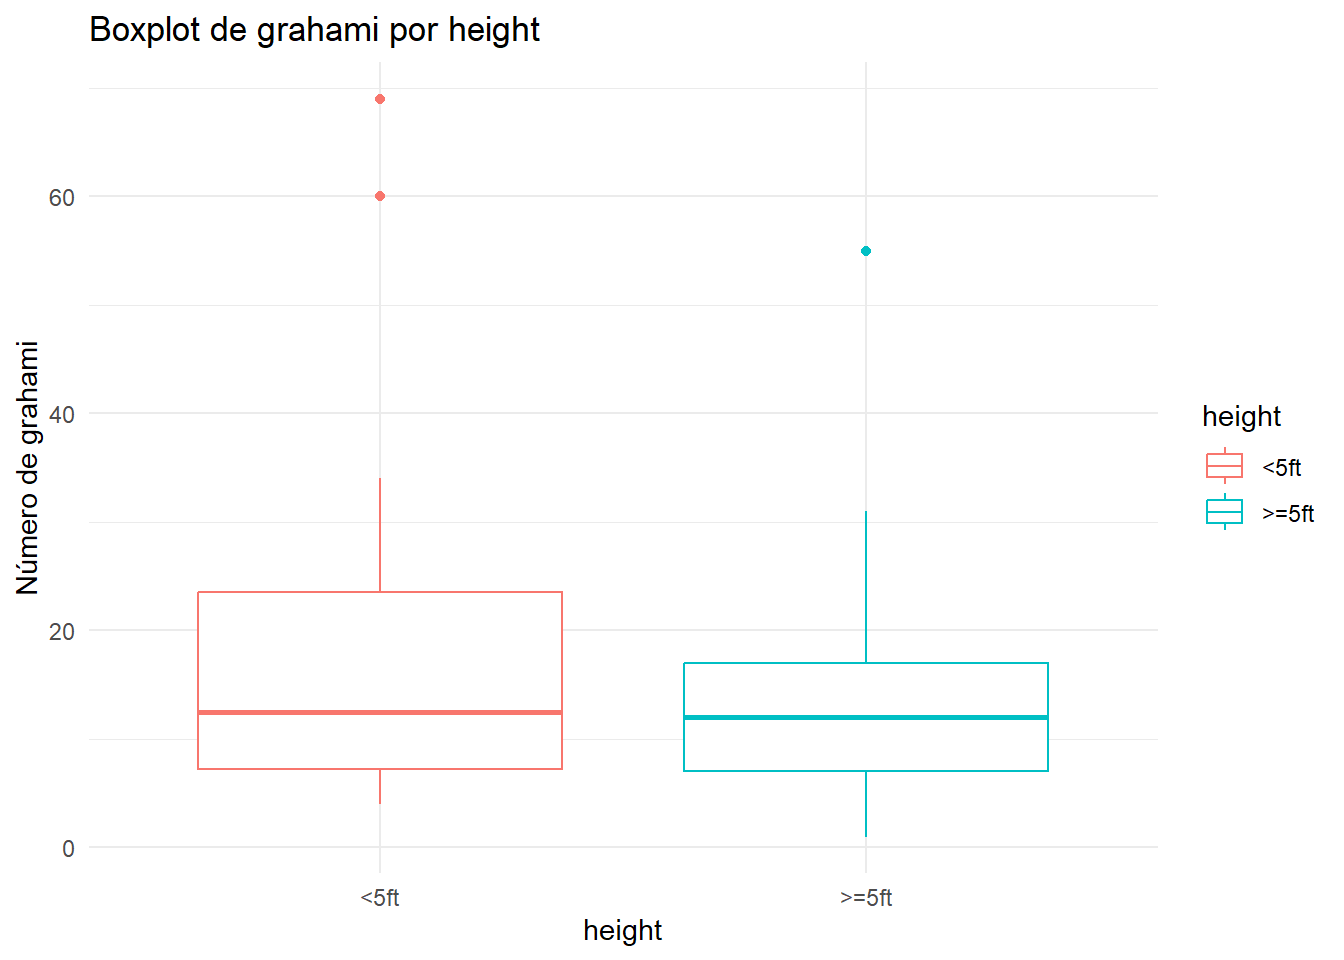 Boxplot de grahami por height
Número de grahami
60
40
20
0
<5ft
>=5ft
height
height
<5ft
>=5ft